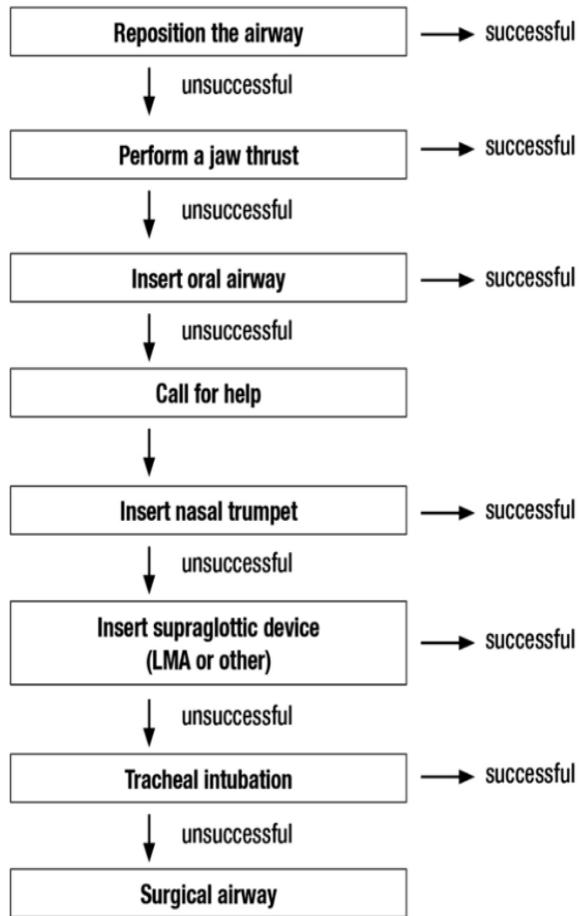 Reposition the airway
successful
unsuccessful
Perform a jaw thrust
successful
unsuccessful
Insert oral airway
successful
unsuccessful
Call for help
Insert nasal trumpet
successful
unsuccessful
Insert supraglottic device
(LMA or other)
successful
unsuccessful
Tracheal intubation
successful
unsuccessful
Surgical airway